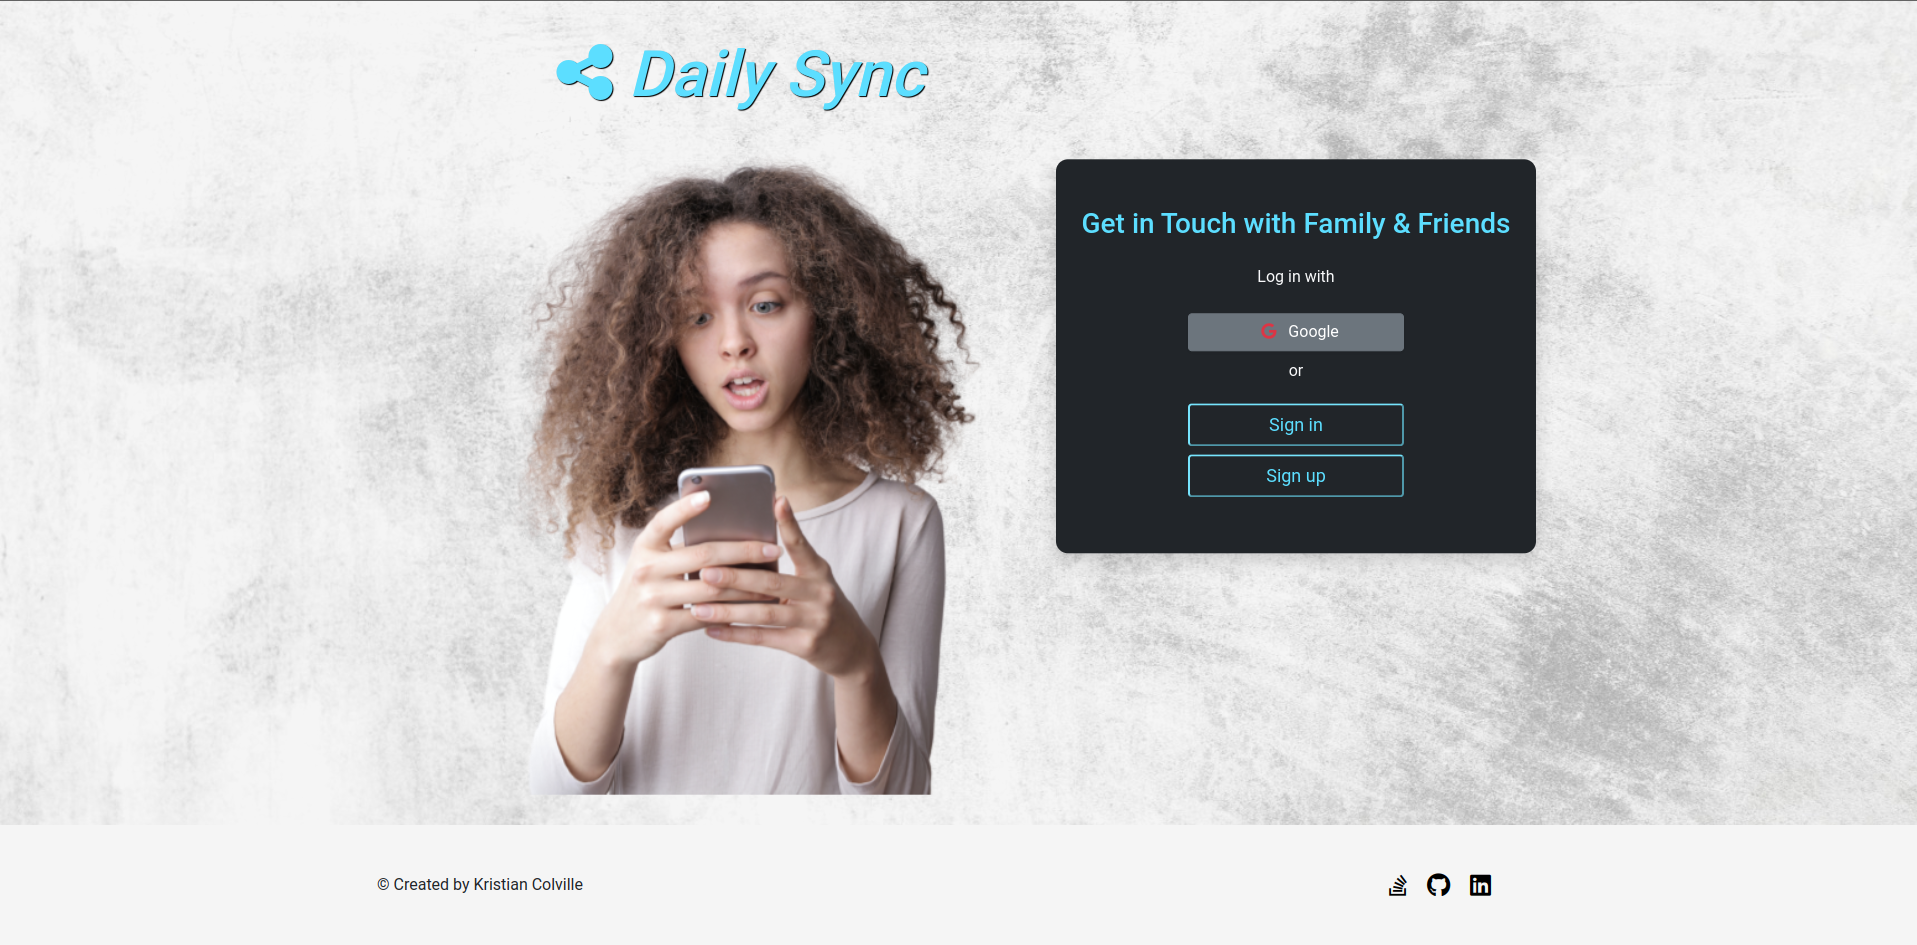 Daily Sync
Get in Touch with Family & Friends
Log in with
Google
or
Sign in
Sign up
© Created by Kristian Colville